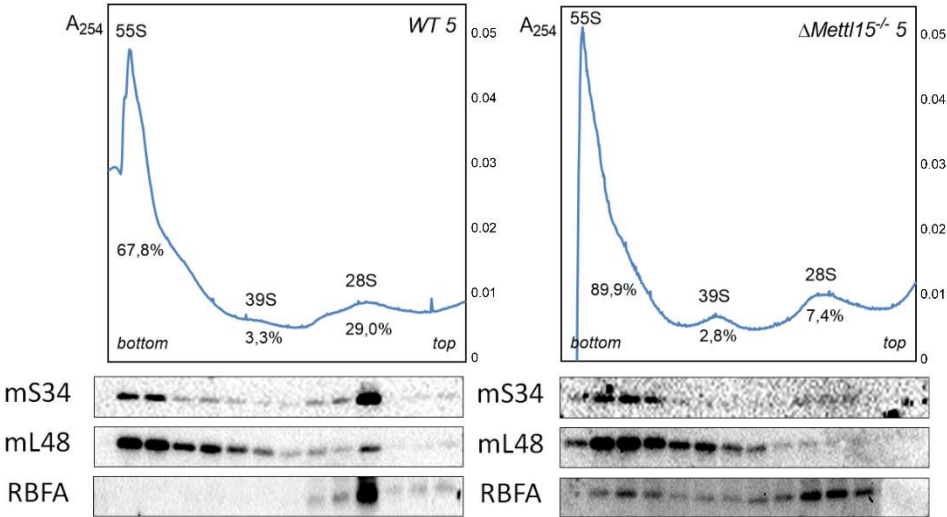 A254
55S
WT 5
0.05
0.04
0.03
0.02
0.01
0
67,8%
39S
3,3%
28S
29,0%
bottom
top
A254
55S
ΔMettl15-/- 5
0.05
0.04
0.03
0.02
0.01
0
89,9%
39S
2,8%
28S
7,4%
bottom
top
mS34
mL48
RBFA
mS34
mL48
RBFA